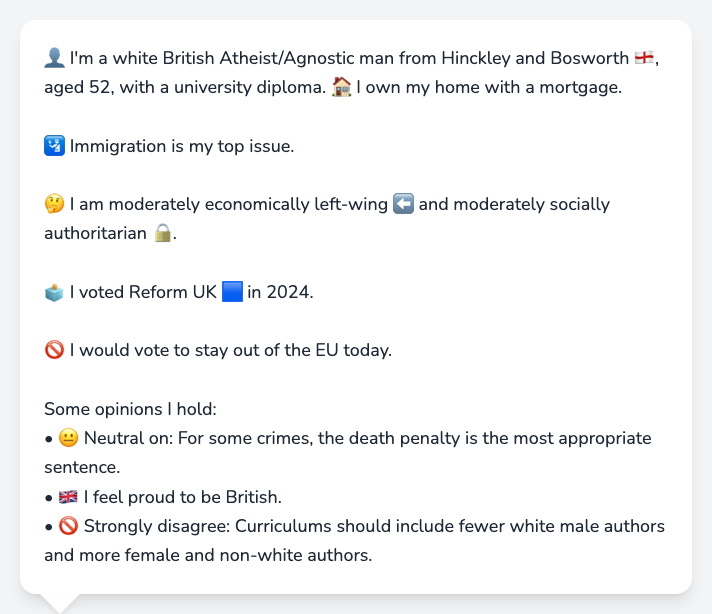 👤 I'm a white British Atheist/Agnostic man from Hinckley and Bosworth 🏴󠁧󠁢󠁥󠁮󠁧󠁿,
aged 52, with a university diploma. 🏠 I own my home with a mortgage.
🛂 Immigration is my top issue.
🤔 I am moderately economically left-wing ⬅️ and moderately socially
authoritarian 🔒.
🗳️ I voted Reform UK 🟦 in 2024.
🚫 I would vote to stay out of the EU today.
Some opinions I hold:
• 😐 Neutral on: For some crimes, the death penalty is the most appropriate
sentence.
• 🇬🇧 I feel proud to be British.
• 🚫 Strongly disagree: Curriculums should include fewer white male authors
and more female and non-white authors.